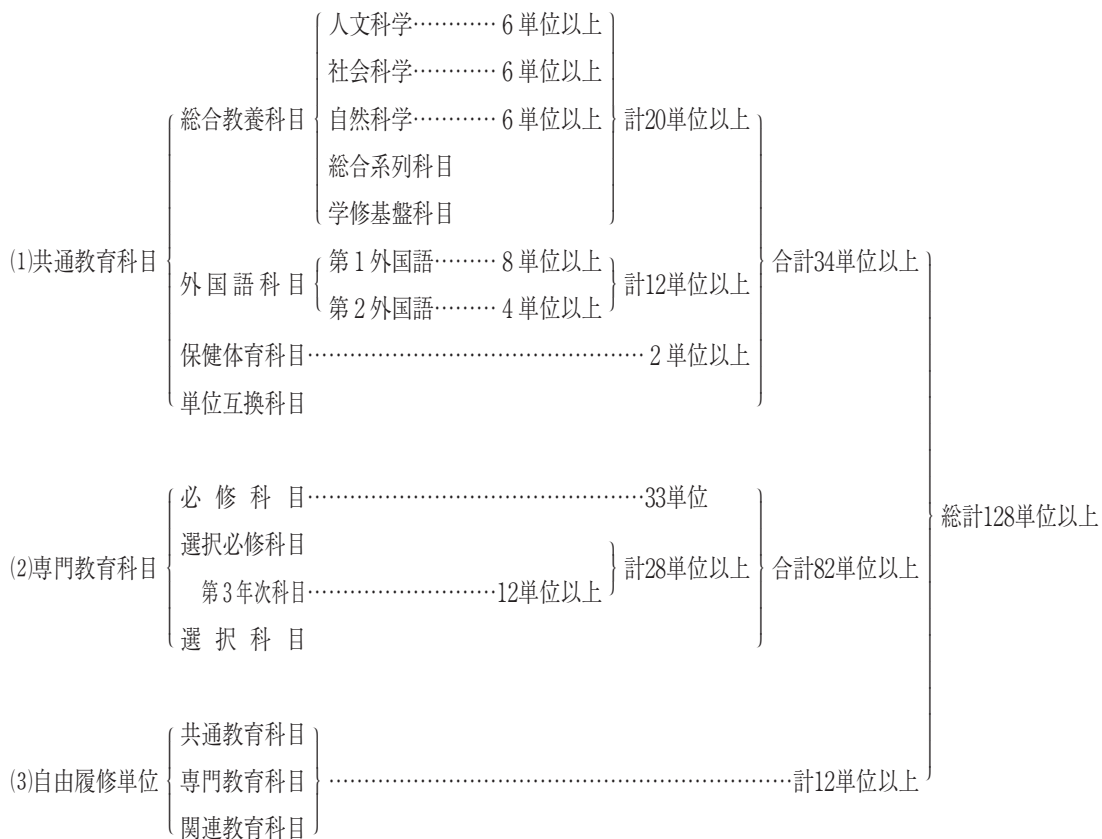 人文科学………… 6 単位以上
社会科学………… 6 単位以上
総合教養科目 自然科学………… 6 単位以上 計20単位以上
総合系列科目
学修基盤科目
(1)共通教育科目 合計34単位以上
外国語科目 第1外国語……… 8 単位以上 計12単位以上
第2外国語……… 4 単位以上
保健体育科目………………………………………… 2 単位以上
単位互換科目
必修科目…………………………………………33単位
総計128単位以上
選択必修科目
(2)専門教育科目 計28単位以上 合計82単位以上
第3年次科目………………………12単位以上
選択科目
共通教育科目
(3)自由履修単位 専門教育科目 …………………………………………………………計12単位以上
関連教育科目